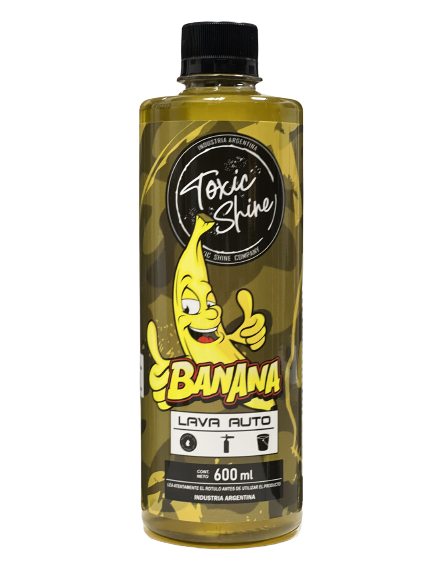 INDUSTRIA ARGENTINA
Toxic
Shine
TOXIC SHINE COMPANY
BANANA
LAVA AUTO
CONT.
NETO 600 ml
LEA ATENTAMENTE EL ROTULO ANTES DE UTILIZAR EL PRODUCTO
INDUSTRIA ARGENTINA